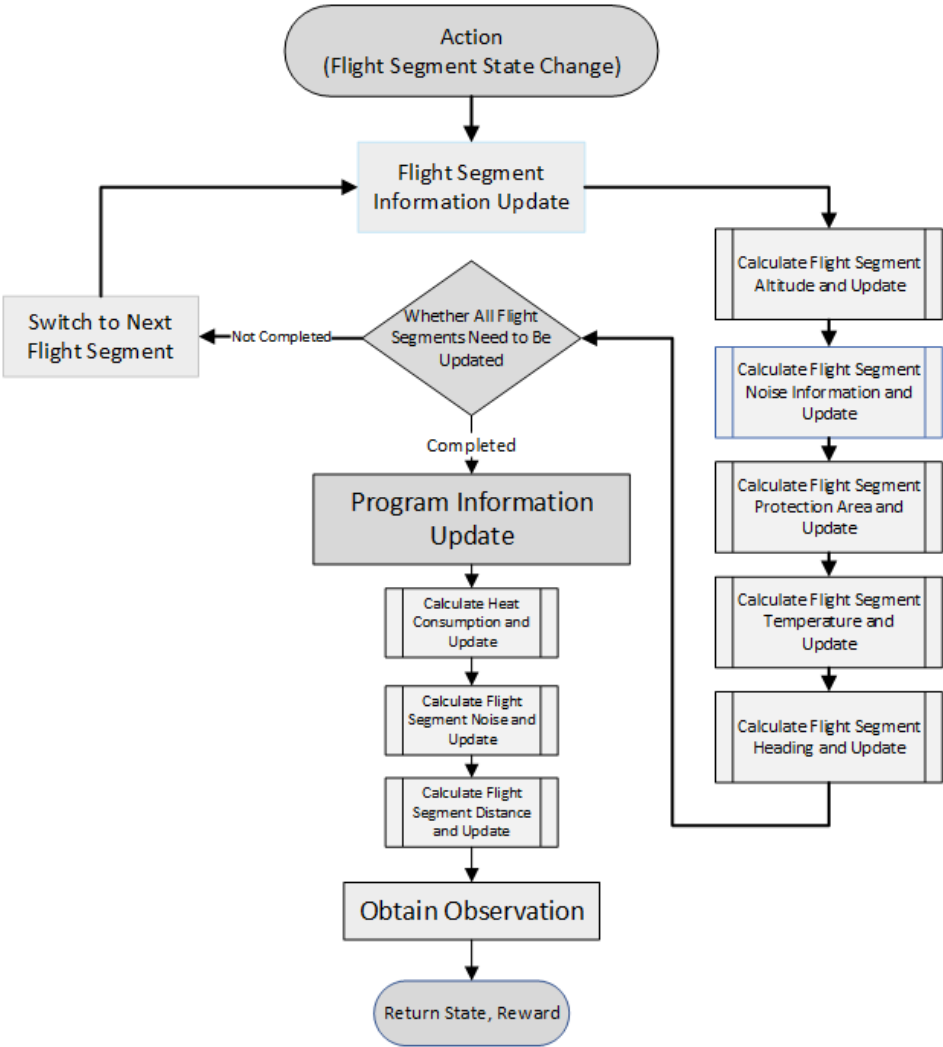 Action
(Flight Segment State Change)
Flight Segment
Information Update
Calculate Flight Segment
Altitude and Update
Calculate Flight Segment
Noise Information and
Update
Calculate Flight Segment
Protection Area and
Update
Calculate Flight Segment
Temperature and
Update
Calculate Flight Segment
Heading and Update
Whether All Flight
Segments Need to Be
Updated
Not Completed
Switch to Next
Flight Segment
Completed
Program Information
Update
Calculate Heat
Consumption and
Update
Calculate Flight
Segment Noise and
Update
Calculate Flight
Segment Distance
and Update
Obtain Observation
Return State, Reward